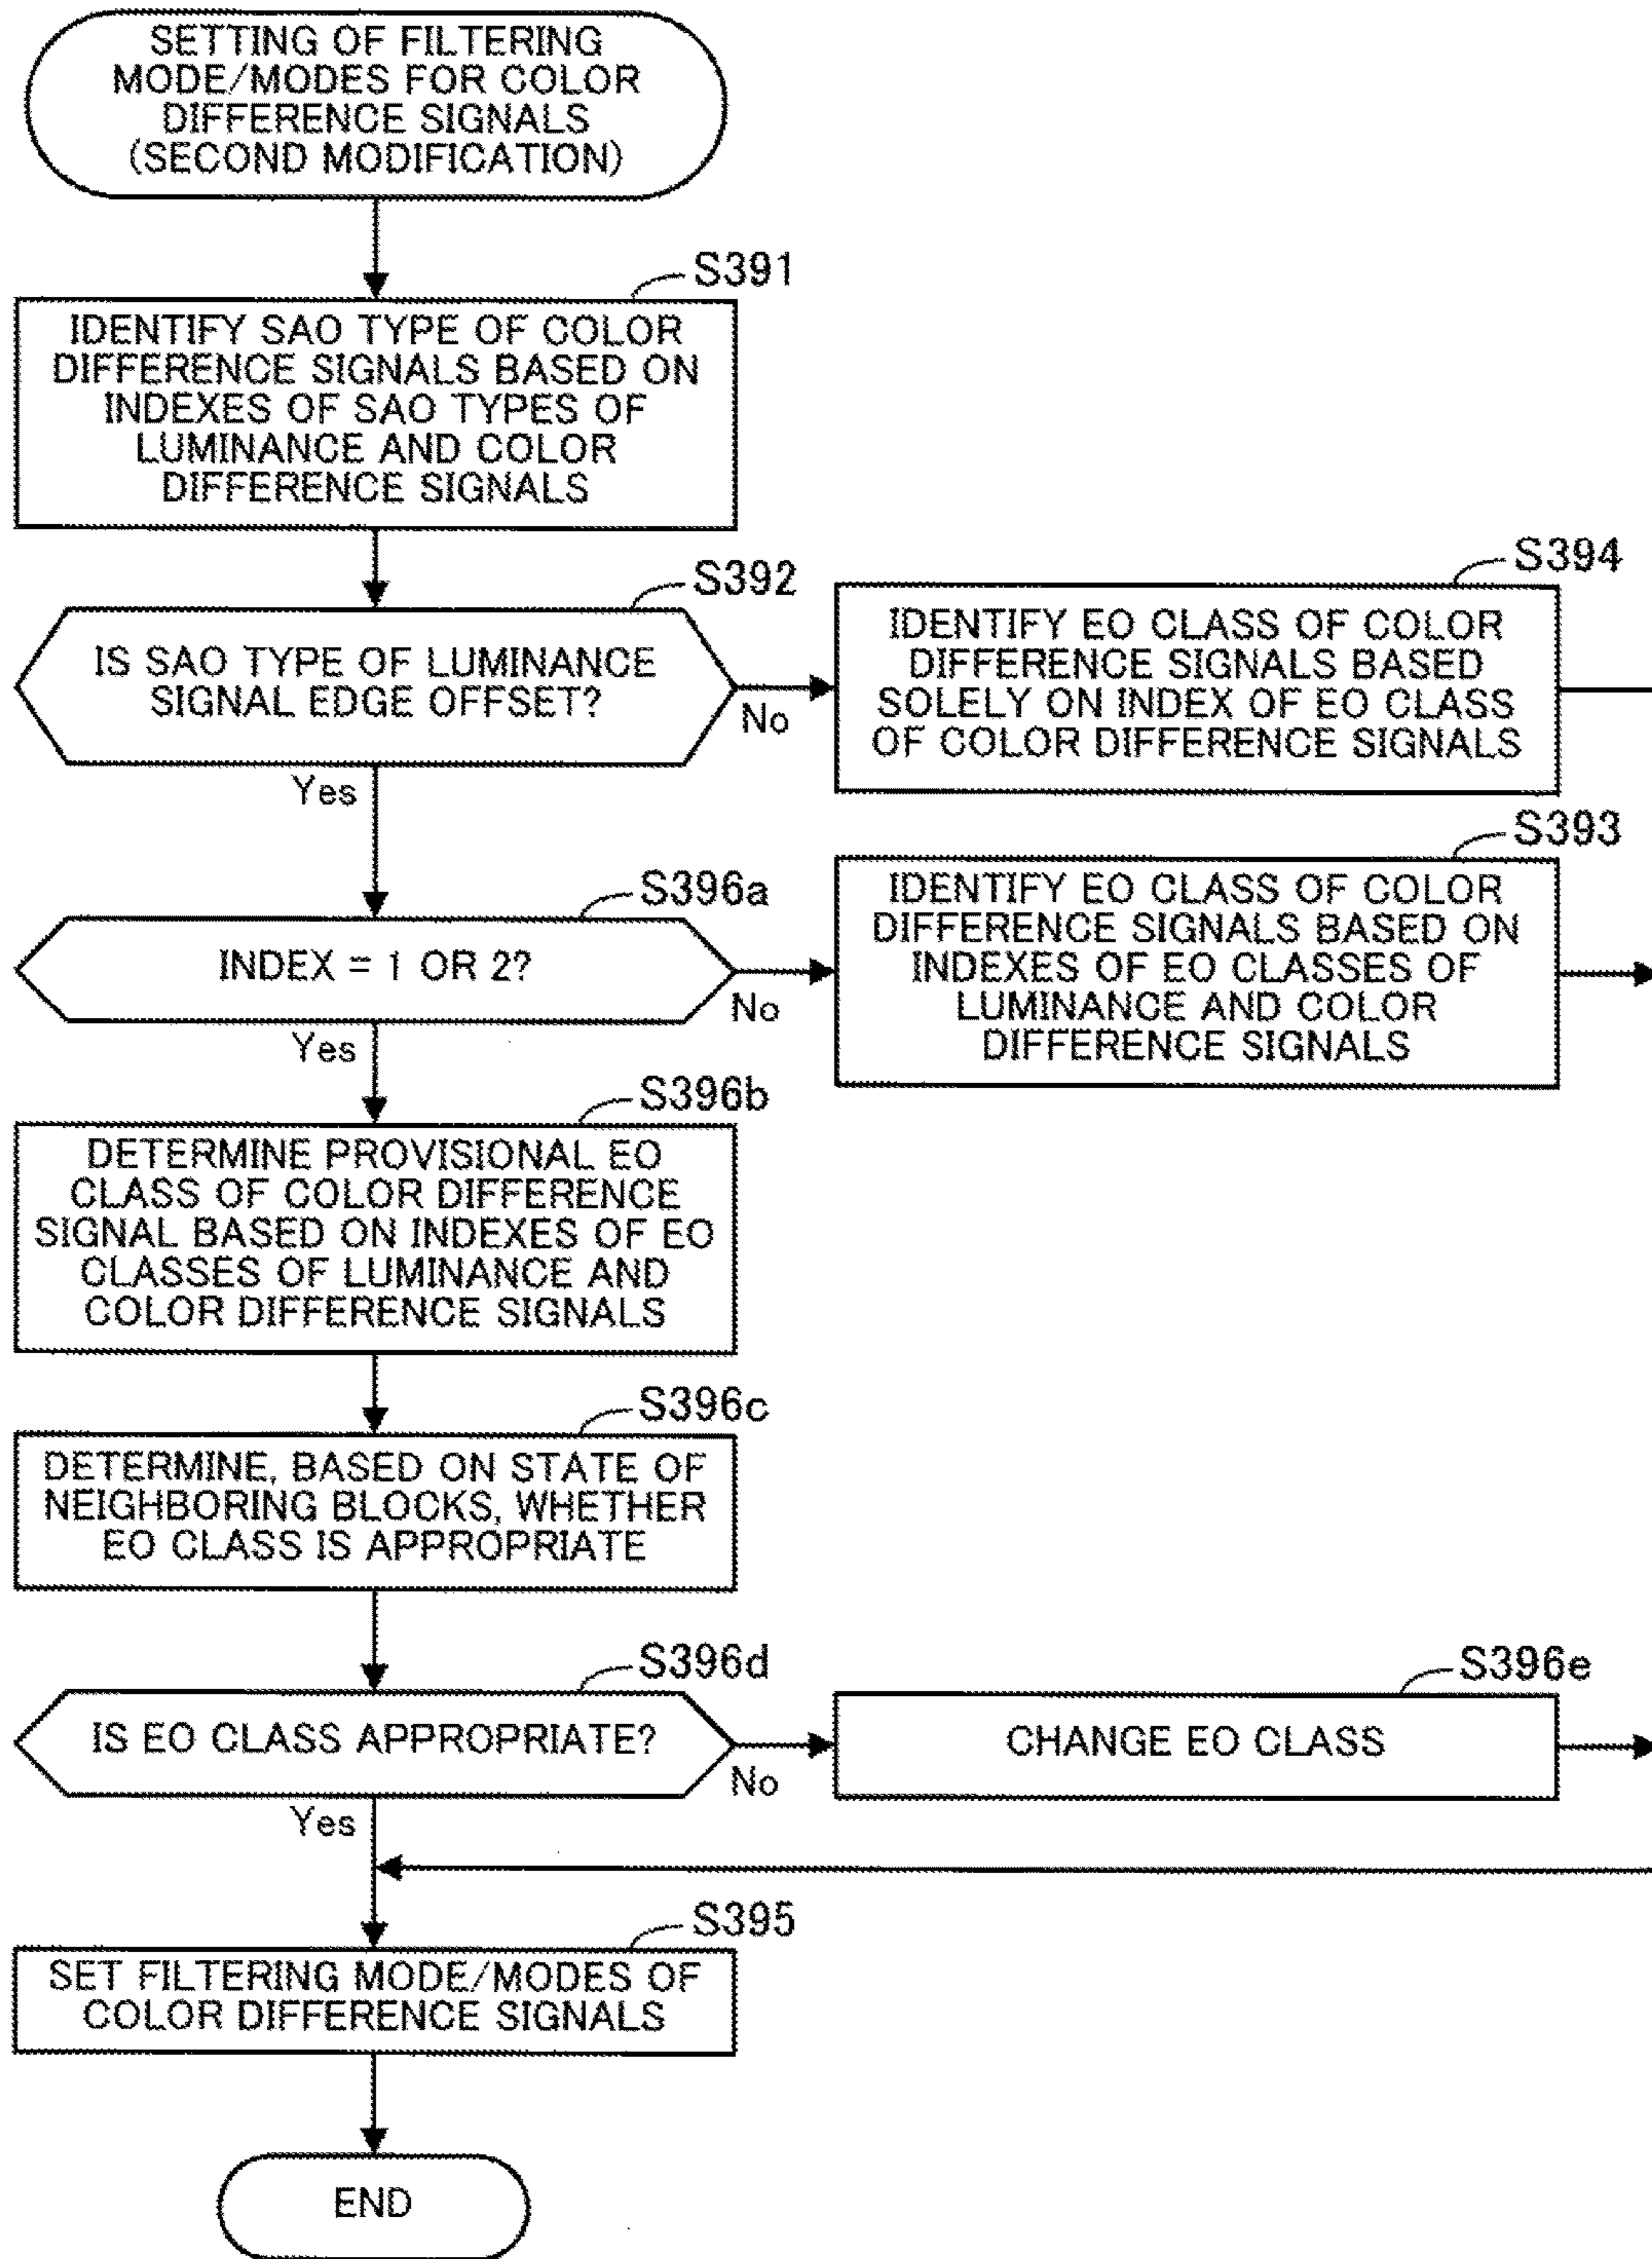 SETTING OF FILTERING
MODE/MODES FOR COLOR
DIFFERENCE SIGNALS
(SECOND MODIFICATION)
S391
IDENTIFY SAO TYPE OF COLOR
DIFFERENCE SIGNALS BASED ON
INDEXES OF SAO TYPES OF
LUMINANCE AND COLOR
DIFFERENCE SIGNALS
S392
IS SAO TYPE OF LUMINANCE
SIGNAL EDGE OFFSET?
No
Yes
S394
IDENTIFY EO CLASS OF COLOR
DIFFERENCE SIGNALS BASED
SOLELY ON INDEX OF EO CLASS
OF COLOR DIFFERENCE SIGNALS
S396a
INDEX = 1 OR 2?
No
Yes
S393
IDENTIFY EO CLASS OF COLOR
DIFFERENCE SIGNALS BASED ON
INDEXES OF EO CLASSES OF
LUMINANCE AND COLOR
DIFFERENCE SIGNALS
S396b
DETERMINE PROVISIONAL EO
CLASS OF COLOR DIFFERENCE
SIGNAL BASED ON INDEXES OF EO
CLASSES OF LUMINANCE AND
COLOR DIFFERENCE SIGNALS
S396c
DETERMINE, BASED ON STATE OF
NEIGHBORING BLOCKS, WHETHER
EO CLASS IS APPROPRIATE
S396d
IS EO CLASS APPROPRIATE?
No
Yes
S396e
CHANGE EO CLASS
S395
SET FILTERING MODE/MODES OF
COLOR DIFFERENCE SIGNALS
END